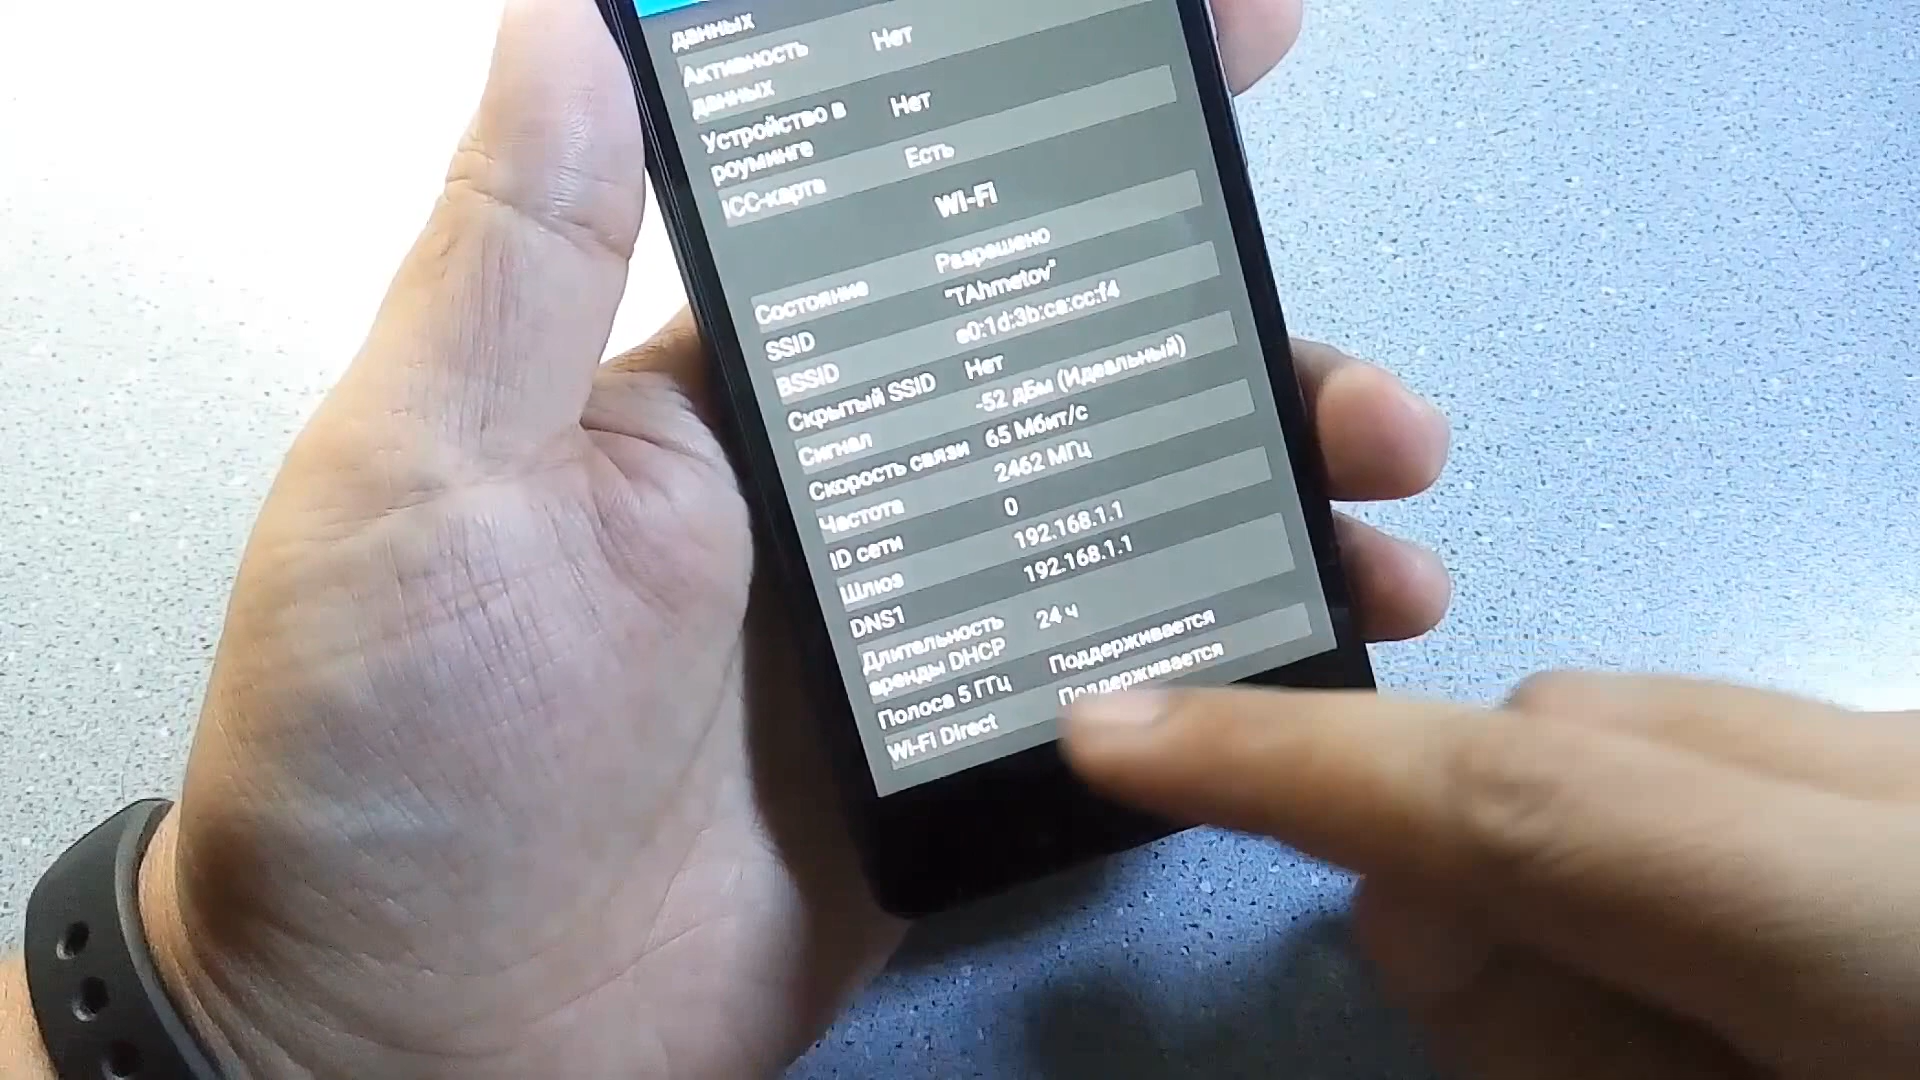 данных
Активность данных Нет
Устройство в роуминге Нет
ICC-карта Есть
WI-FI
Состояние Разрешено
SSID "TAhmetov"
BSSID a0:1d:3b:ca:cc:f4
Скрытый SSID Нет
Сигнал -52 дБм (Идеальный)
Скорость связи 65 Мбит/с
Частота 2462 МГц
ID сети 0
Шлюз 192.168.1.1
DNS1 192.168.1.1
Длительность аренды DHCP 24 ч
Полоса 5 ГГц Поддерживается
Wi-Fi Direct Поддерживается